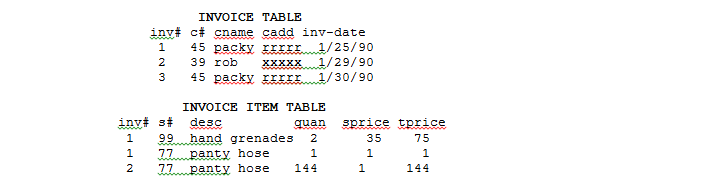 INVOICE TABLE
inv# c# cname cadd inv-date
1 45 packy rrrrr 1/25/90
2 39 rob xxxxx 1/29/90
3 45 packy rrrrr 1/30/90
INVOICE ITEM TABLE
inv# s# desc quan sprice tprice
1 99 hand grenades 2 35 75
1 77 panty hose 1 1 1
2 77 panty hose 144 1 144